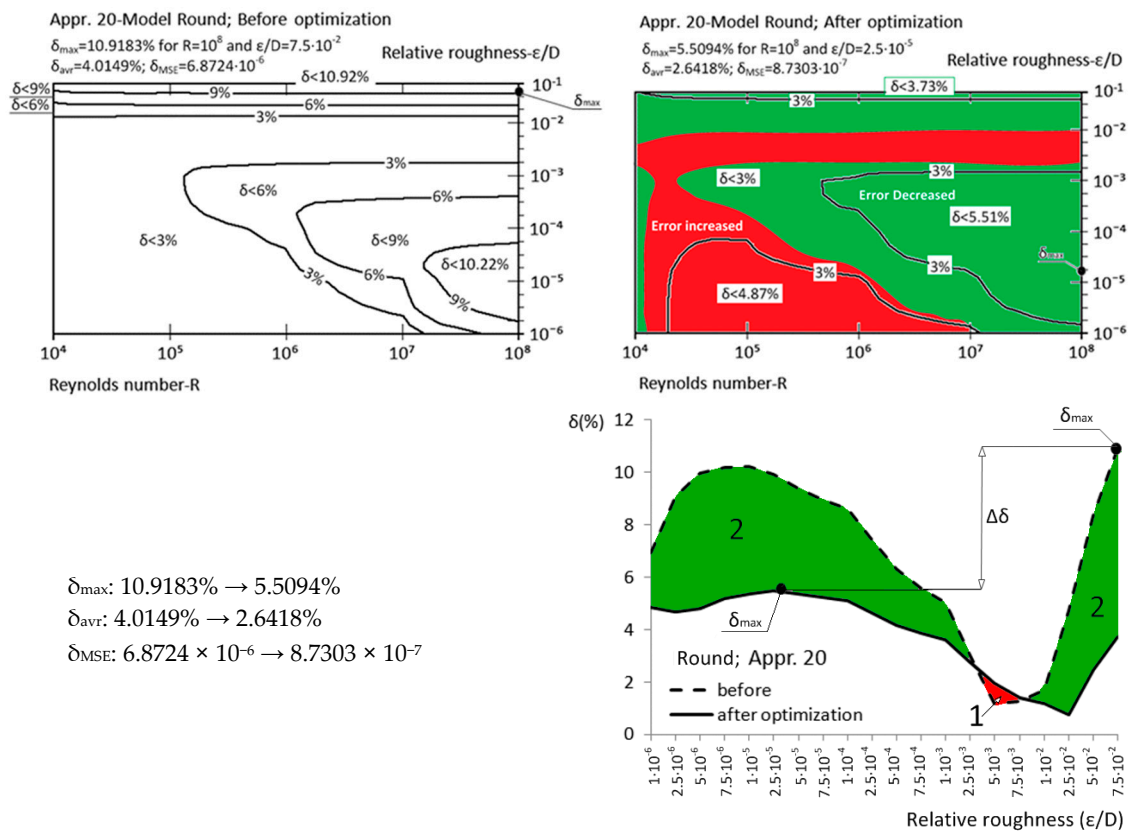 Appr. 20-Model Round; Before optimization
δmax=10.9183% for R=10⁸ and ε/D=7.5·10⁻²
δavr=4.0149%; δMSE=6.8724·10⁻⁶
Relative roughness-ε/D
δ<10.92%
δ<9%
9%
δ<6%
6%
3%
δmax
3%
δ<6%
6%
δ<3%
δ<9%
δ<10.22%
3%
6%
9%
10⁻¹
10⁻²
10⁻³
10⁻⁴
10⁻⁵
10⁻⁶
10⁴
10⁵
10⁶
10⁷
10⁸
Reynolds number-R
Appr. 20-Model Round; After optimization
δmax=5.5094% for R=10⁸ and ε/D=2.5·10⁻⁵
δavr=2.6418%; δMSE=8.7303·10⁻⁷
Relative roughness-ε/D
δ<3.73%
3%
3%
δ<3%
Error Decreased
δ<5.51%
Error increased
δmax
3%
3%
δ<4.87%
10⁻¹
10⁻²
10⁻³
10⁻⁴
10⁻⁵
10⁻⁶
10⁴
10⁵
10⁶
10⁷
10⁸
Reynolds number-R
δmax: 10.9183% → 5.5094%
δavr: 4.0149% → 2.6418%
δMSE: 6.8724 × 10⁻⁶ → 8.7303 × 10⁻⁷
δ(%)
12
10
8
6
4
2
0
δmax
Δδ
2
2
δmax
Round; Appr. 20
before
after optimization
1
1·10⁻⁶
2.5·10⁻⁶
5·10⁻⁶
7.5·10⁻⁶
1·10⁻⁵
2.5·10⁻⁵
5·10⁻⁵
7.5·10⁻⁵
1·10⁻⁴
2.5·10⁻⁴
5·10⁻⁴
7.5·10⁻⁴
1·10⁻³
2.5·10⁻³
5·10⁻³
7.5·10⁻³
1·10⁻²
2.5·10⁻²
5·10⁻²
7.5·10⁻²
Relative roughness (ε/D)